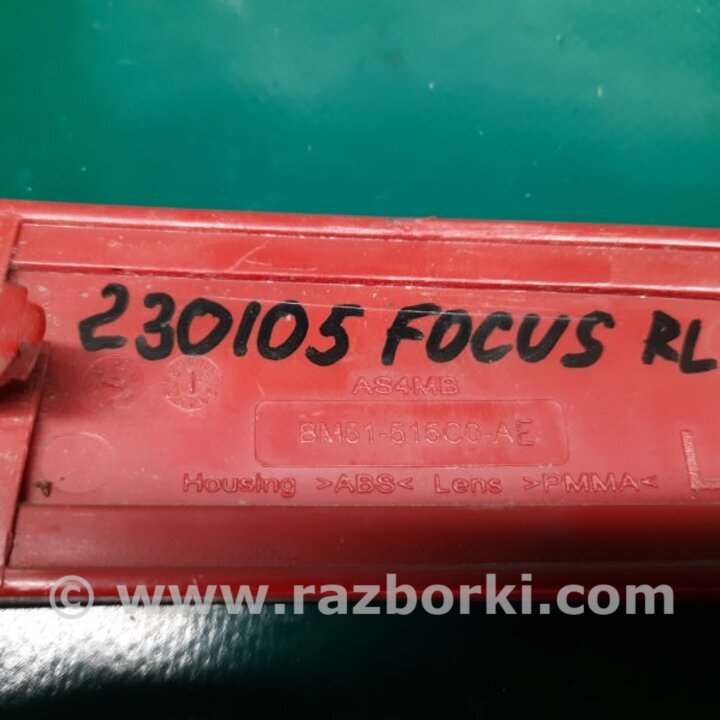 230105 FOCUS RL
AS4MB
BM51-515C0-AE
Housing >ABS< Lens >PMMA<
L
© www.razborki.com